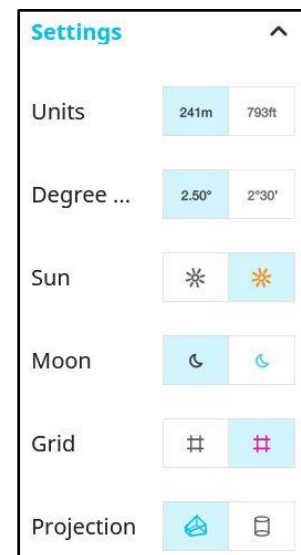 Settings
Units 241m 793ft
Degree ... 2.50° 2°30'
Sun
Moon
Grid
Projection